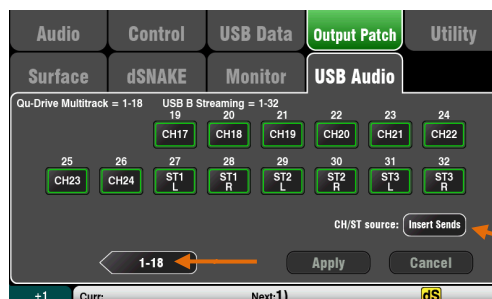 Audio Control USB Data Output Patch Utility
Surface dSNAKE Monitor USB Audio
Qu-Drive Multitrack = 1-18 USB B Streaming = 1-32
19 20 21 22 23 24
CH17 CH18 CH19 CH20 CH21 CH22
25 26 27 28 29 30 31 32
CH23 CH24 ST1 L ST1 R ST2 L ST2 R ST3 L ST3 R
CH/ST source: Insert Sends
1-18 Apply Cancel
+1 Curr: Next:1) dS